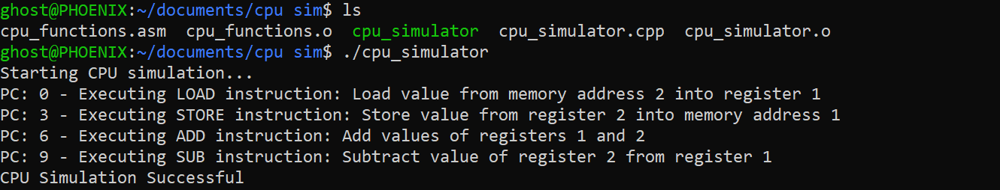 ghost@PHOENIX:~/documents/cpu sim$ ls
cpu_functions.asm  cpu_functions.o  cpu_simulator  cpu_simulator.cpp  cpu_simulator.o
ghost@PHOENIX:~/documents/cpu sim$ ./cpu_simulator
Starting CPU simulation...
PC: 0 - Executing LOAD instruction: Load value from memory address 2 into register 1
PC: 3 - Executing STORE instruction: Store value from register 2 into memory address 1
PC: 6 - Executing ADD instruction: Add values of registers 1 and 2
PC: 9 - Executing SUB instruction: Subtract value of register 2 from register 1
CPU Simulation Successful